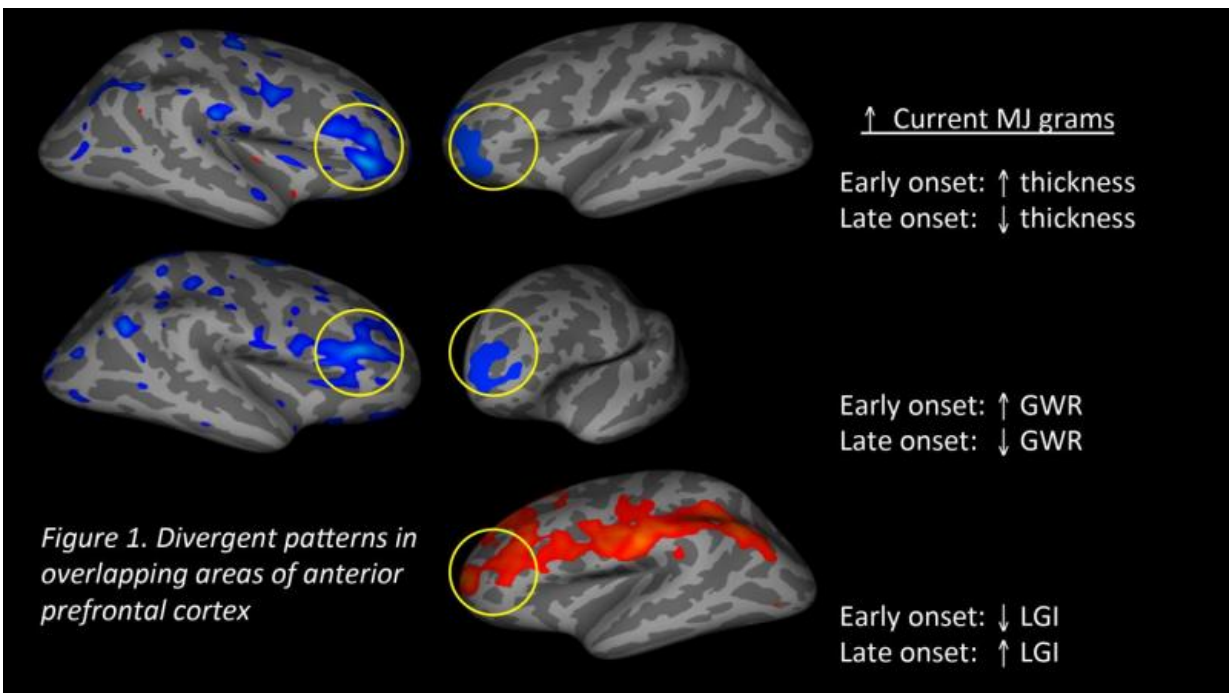 ↑ Current MJ grams
Early onset: ↑ thickness
Late onset: ↓ thickness
Early onset: ↑ GWR
Late onset: ↓ GWR
Figure 1. Divergent patterns in
overlapping areas of anterior
prefrontal cortex
Early onset: ↓ LGI
Late onset: ↑ LGI